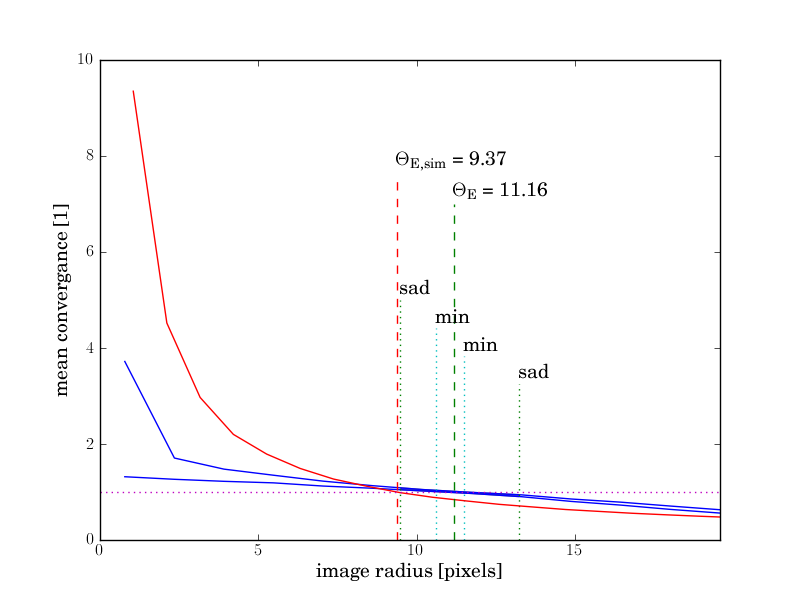 10
8
6
4
2
0
mean convergance [1]
Θ_E,sim = 9.37
Θ_E = 11.16
sad
min
min
sad
0
5
10
15
image radius [pixels]